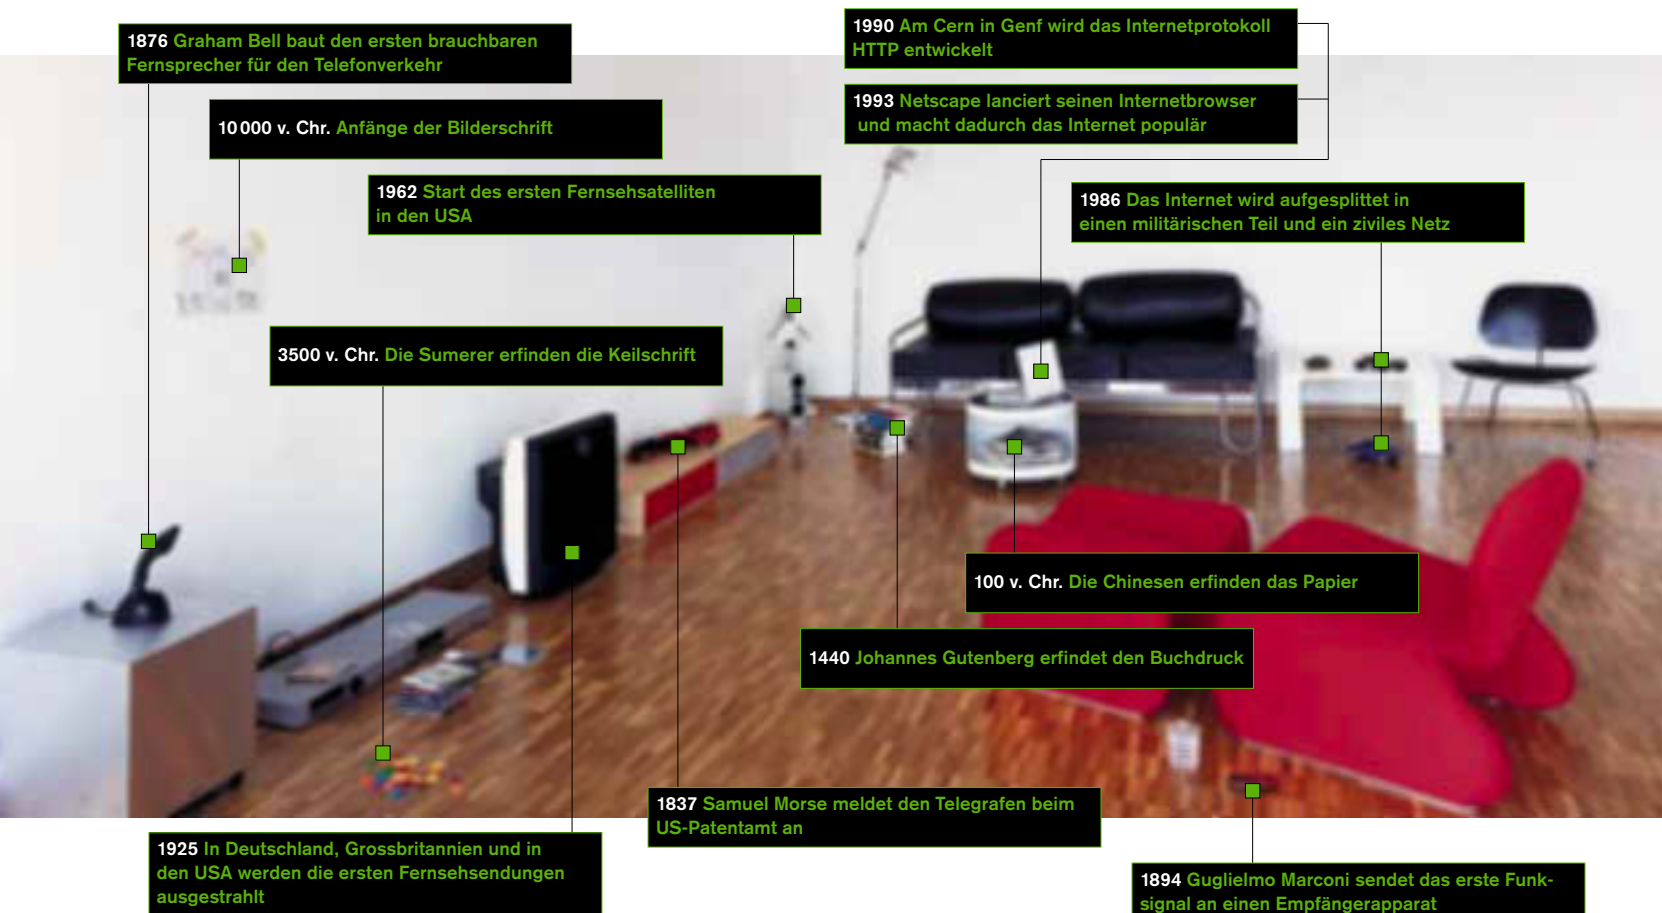 1876 Graham Bell baut den ersten brauchbaren
Fernsprecher für den Telefonverkehr
10 000 v. Chr. Anfänge der Bilderschrift
1962 Start des ersten Fernsehsatelliten
in den USA
1990 Am Cern in Genf wird das Internetprotokoll
HTTP entwickelt
1993 Netscape lanciert seinen Internetbrowser
und macht dadurch das Internet populär
1986 Das Internet wird aufgesplittet in
einen militärischen Teil und ein ziviles Netz
3500 v. Chr. Die Sumerer erfinden die Keilschrift
100 v. Chr. Die Chinesen erfinden das Papier
1440 Johannes Gutenberg erfindet den Buchdruck
1837 Samuel Morse meldet den Telegrafen beim
US-Patentamt an
1925 In Deutschland, Grossbritannien und in
den USA werden die ersten Fernsehsendungen
ausgestrahlt
1894 Guglielmo Marconi sendet das erste Funk-
signal an einen Empfängerapparat